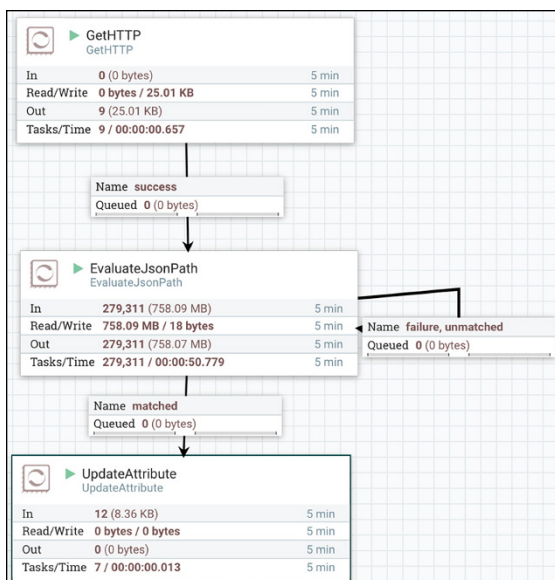 GetHTTP
GetHTTP
In 0 (0 bytes) 5 min
Read/Write 0 bytes / 25.01 KB 5 min
Out 9 (25.01 KB) 5 min
Tasks/Time 9 / 00:00:00.657 5 min
Name success
Queued 0 (0 bytes)
EvaluateJsonPath
EvaluateJsonPath
In 279,311 (758.09 MB) 5 min
Read/Write 758.09 MB / 18 bytes 5 min
Out 279,311 (758.07 MB) 5 min
Tasks/Time 279,311 / 00:00:50.779 5 min
Name failure, unmatched
Queued 0 (0 bytes)
Name matched
Queued 0 (0 bytes)
UpdateAttribute
UpdateAttribute
In 12 (8.36 KB) 5 min
Read/Write 0 bytes / 0 bytes 5 min
Out 0 (0 bytes) 5 min
Tasks/Time 7 / 00:00:00.013 5 min